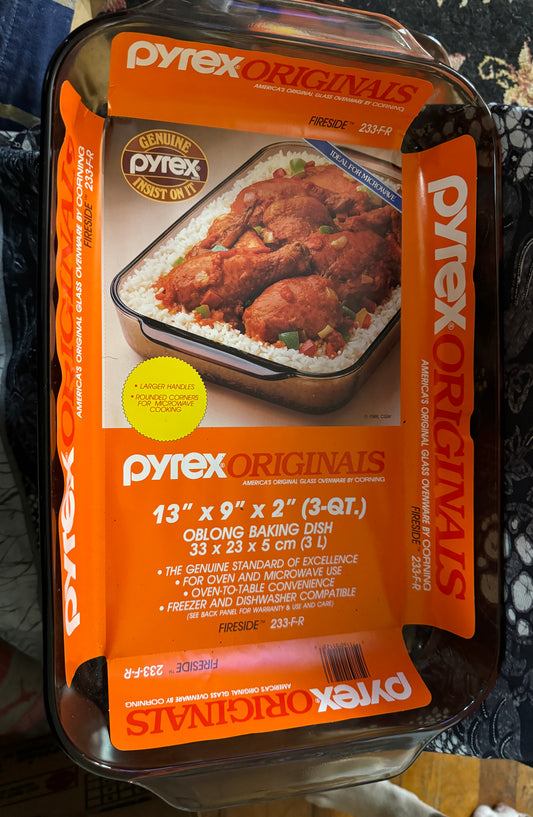 pyrex ORIGINALS
AMERICA'S ORIGINAL GLASS OVENWARE BY CORNING
FIRESIDE™ 233-F-R
GENUINE
pyrex®
INSIST ON IT
IDEAL FOR MICROWAVE
• LARGER HANDLES
• ROUNDED CORNERS
FOR MICROWAVE
COOKING
pyrex® ORIGINALS
AMERICA'S ORIGINAL GLASS OVENWARE BY CORNING
13" x 9" x 2" (3-QT.)
OBLONG BAKING DISH
33 x 23 x 5 cm (3 L)
• THE GENUINE STANDARD OF EXCELLENCE
• FOR OVEN AND MICROWAVE USE
• OVEN-TO-TABLE CONVENIENCE
• FREEZER AND DISHWASHER COMPATIBLE
(SEE BACK PANEL FOR WARRANTY & USE AND CARE)
FIRESIDE™ 233-F-R
pyrex ORIGINALS
AMERICA'S ORIGINAL GLASS OVENWARE BY CORNING
FIRESIDE™ 233-F-R
pyrex® ORIGINALS
AMERICA'S ORIGINAL GLASS OVENWARE BY CORNING
FIRESIDE™ 233-F-R
pyrex® ORIGINALS
AMERICA'S ORIGINAL GLASS OVENWARE BY CORNING
FIRESIDE™ 233-F-R